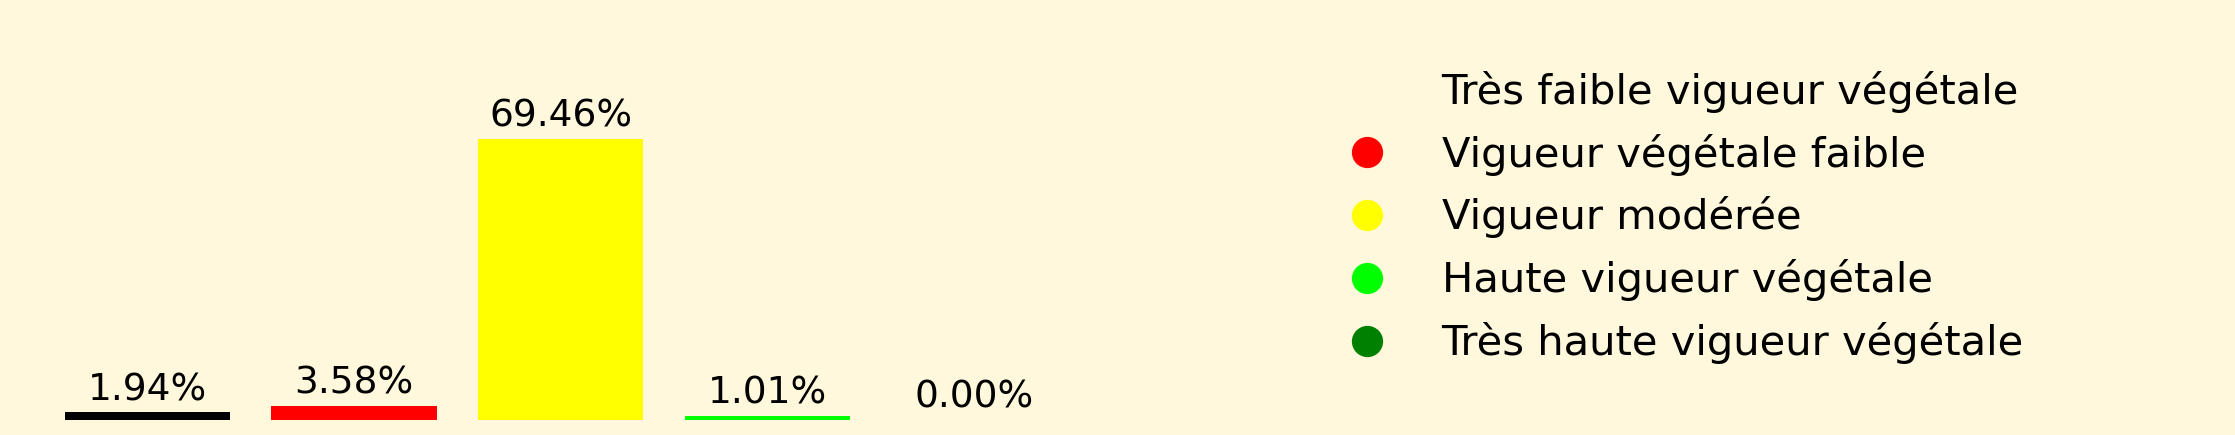 69.46%
3.58%
1.94%
1.01%
0.00%
Très faible vigueur végétale
Vigueur végétale faible
Vigueur modérée
Haute vigueur végétale
Très haute vigueur végétale